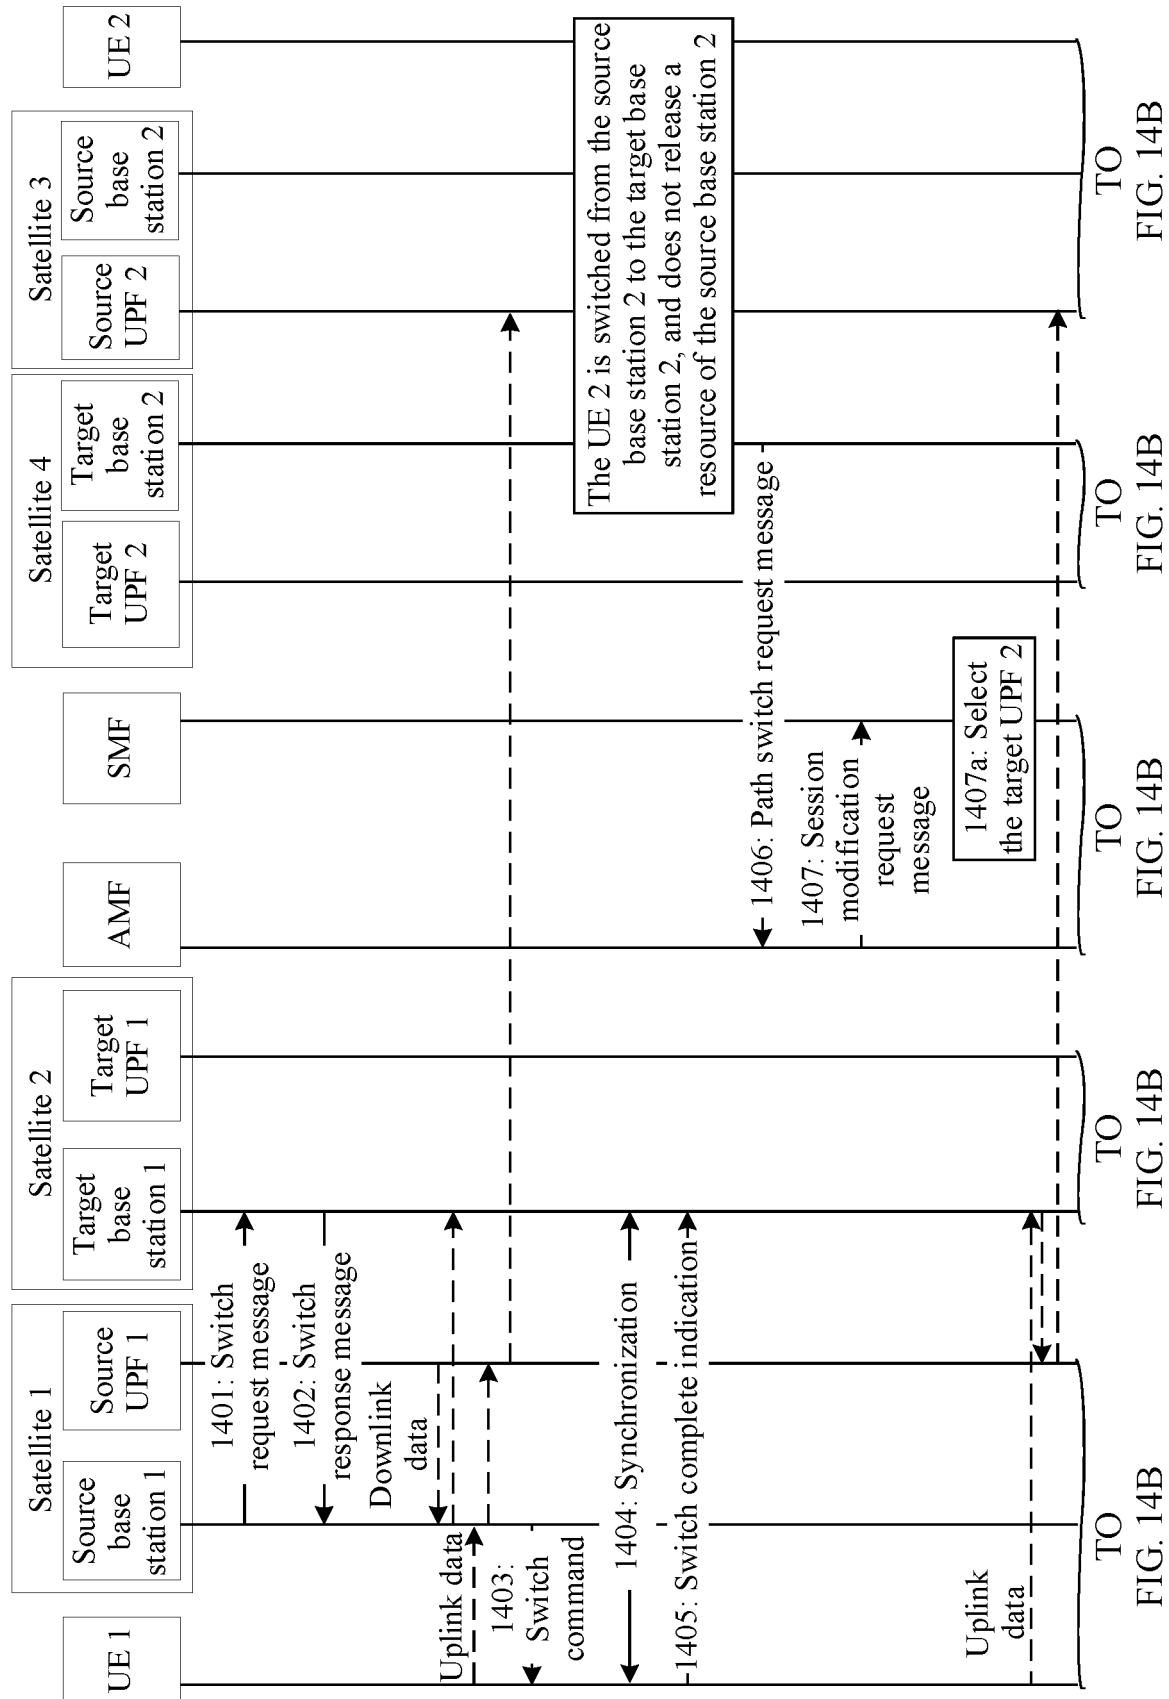 UE 1
Satellite 1
Source
base
station 1
Source
UPF 1
Satellite 2
Target
base
station 1
Target
UPF 1
AMF
SMF
Satellite 4
Target
UPF 2
Target
base
station 2
Satellite 3
Source
UPF 2
Source
base
station 2
UE 2
1401: Switch
request message
1402: Switch
response message
Downlink
data
Uplink data
1403:
Switch
command
The UE 2 is switched from the source
base station 2 to the target base
station 2, and does not release a
resource of the source base station 2
1404: Synchronization
1405: Switch complete indication
1406: Path switch request message
1407: Session
modification
request
message
1407a: Select
the target UPF 2
Uplink
data
TO
FIG. 14B
TO
FIG. 14B
TO
FIG. 14B
TO
FIG. 14B
TO
FIG. 14B